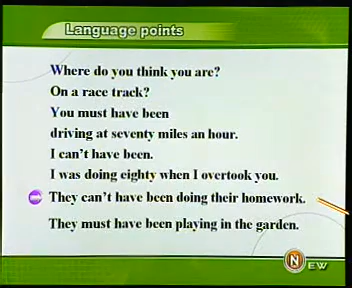 Language points
Where do you think you are?
On a race track?
You must have been
driving at seventy miles an hour.
I can't have been.
I was doing eighty when I overtook you.
They can't have been doing their homework.
They must have been playing in the garden.
NEW